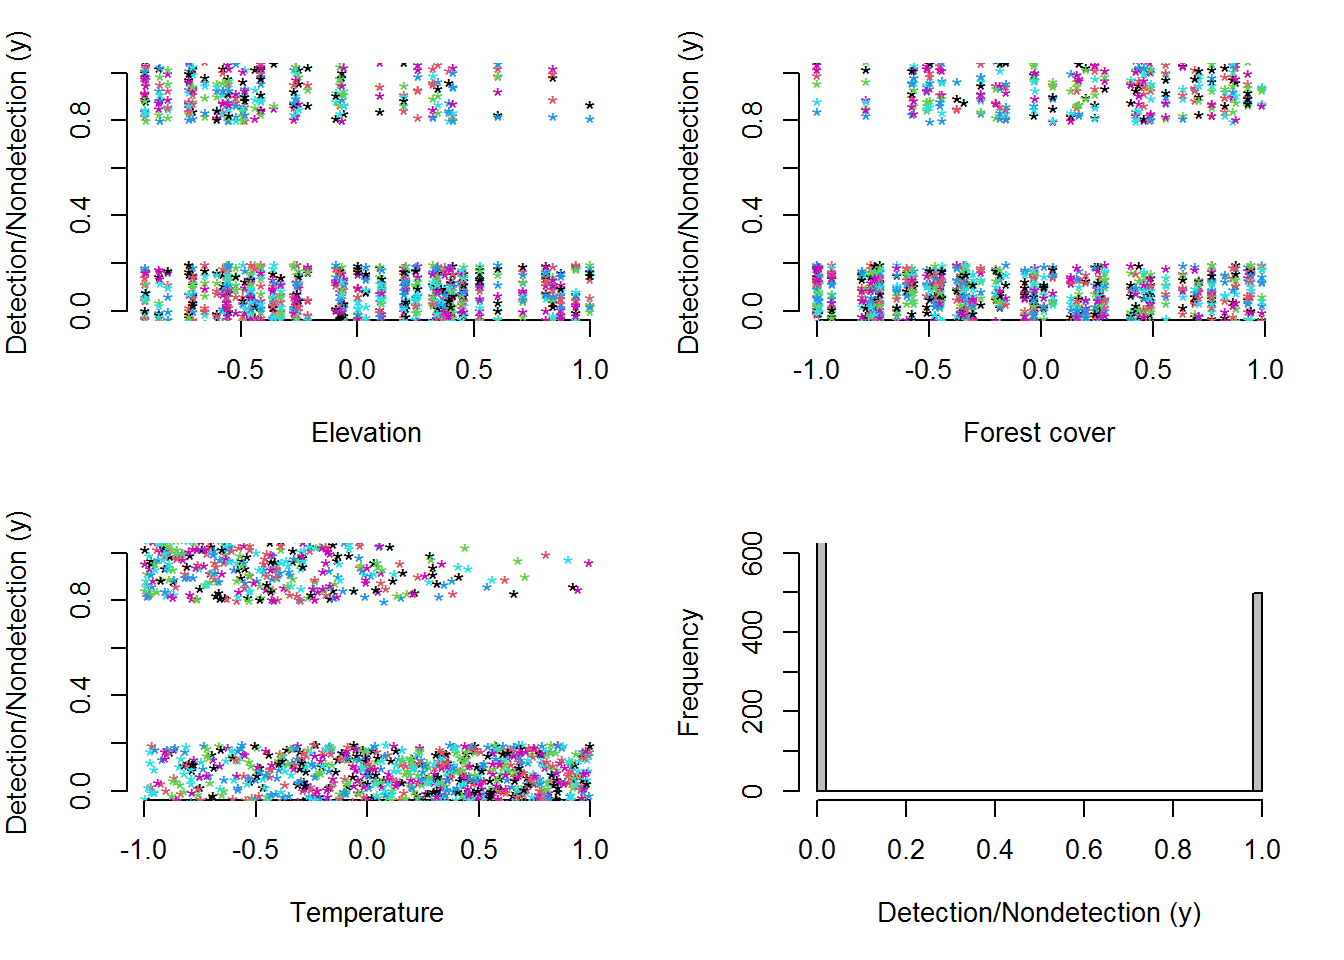 Detection/Nondetection (y)
0.0 0.4 0.8
-0.5 0.0 0.5 1.0
Elevation
Detection/Nondetection (y)
0.0 0.4 0.8
-1.0 -0.5 0.0 0.5 1.0
Forest cover
Detection/Nondetection (y)
0.0 0.4 0.8
-1.0 -0.5 0.0 0.5 1.0
Temperature
Frequency
0 200 400 600
0.0 0.2 0.4 0.6 0.8 1.0
Detection/Nondetection (y)